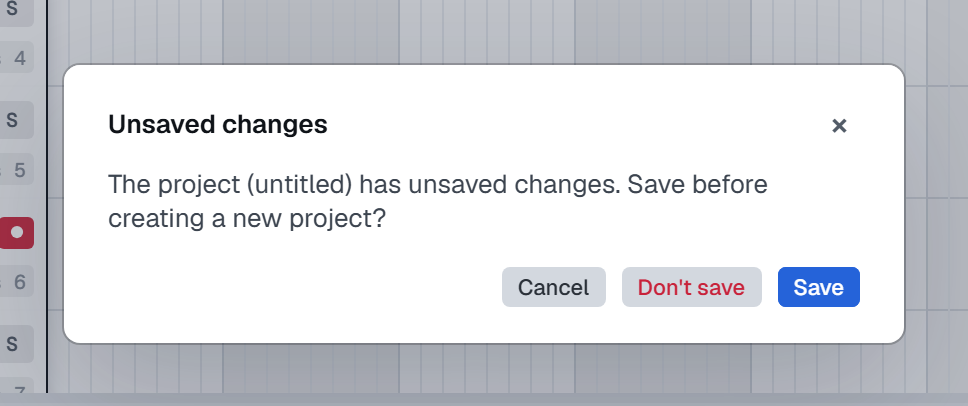 S
4
Unsaved changes
×
S
The project (untitled) has unsaved changes. Save before
creating a new project?
5
6
Cancel
Don't save
Save
S
7